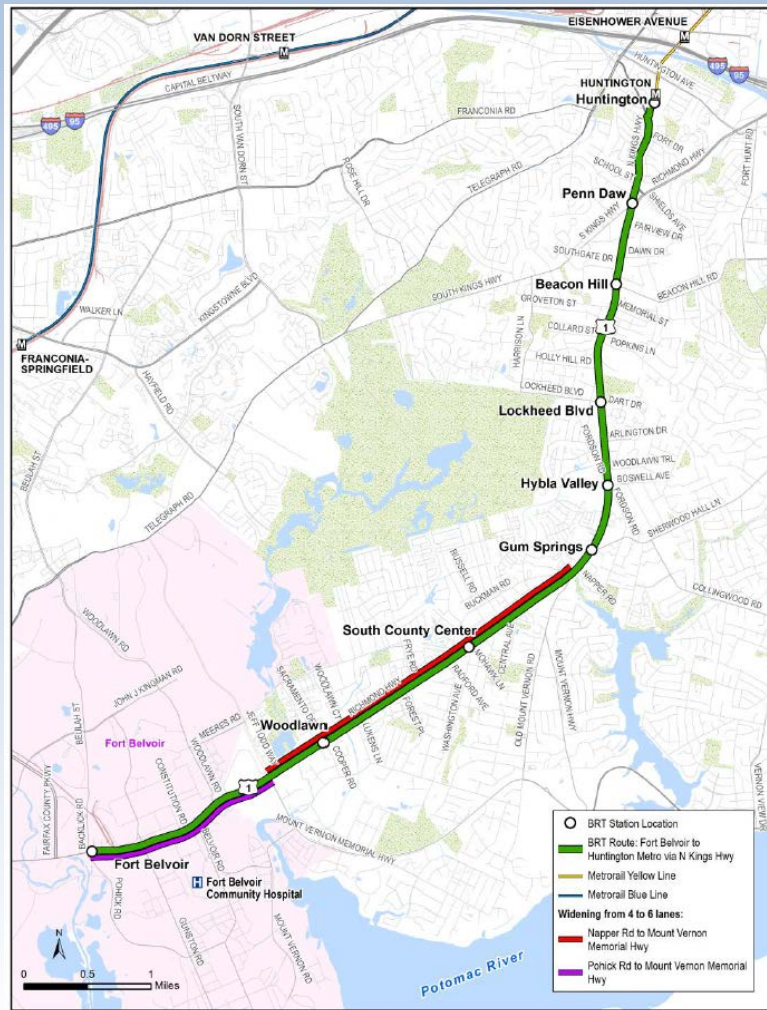 EISENHOWER AVENUE
VAN DORN STREET
CAPITAL BELTWAY
HUNTINGTON AVE
495
95
HUNTINGTON
Huntington
495
95
FRANCONIA RD
SOUTH VAN DORN ST
N KINGS HWY
FORT DR
FORT HUNT RD
TELEGRAPH RD
RICHMOND HWY
SCHOOL ST
ROSE HILL DR
Penn Daw
SHIELDS AVE
S KINGS HWY
FAIRVIEW DR
SOUTHGATE DR
DAWN DR
Beacon Hill
BEACON HILL RD
SOUTH KINGS HWY
GROVETON ST
MEMORIAL ST
WALKER LN
KINGSTOWNE BLVD
1
COLLARD ST
POPKINS LN
HARRISON LN
FRANCONIA-
SPRINGFIELD
HOLLY HILL RD
HAYFIELD RD
LOCKHEED BLVD
DART DR
Lockheed Blvd
FORDSON RD
ARLINGTON DR
BEULAH ST
WOODLAWN TRL
Hybla Valley
BOSWELL AVE
FORDSON RD
TELEGRAPH RD
SHERWOOD HALL LN
Gum Springs
RUSSELL RD
BUCKMAN RD
NAPPER RD
COLLINGWOOD RD
WOODLAWN RD
South County Center
CENTRAL AVE
FRYE RD
MOHAWK LN
MOUNT VERNON HWY
JOHN J KINGMAN RD
SACRAMENTO DR
WOODLAWN CT
RICHMOND HWY
RADFORD AVE
OLD MOUNT VERNON RD
FOREST PL
WASHINGTON AVE
Woodlawn
BEULAH ST
MEERES RD
JEFF TODD WAY
LUKENS LN
Fort Belvoir
COOPER RD
WOODLAWN RD
CONSTITUTION RD
1
FAIRFAX COUNTY PKWY
BACKLICK RD
BELVOIR RD
MOUNT VERNON MEMORIAL HWY
Fort Belvoir
H Fort Belvoir
Community Hospital
POHICK RD
GUNSTON RD
MOUNT VERNON RD
N
0 0.5 1
Miles
Potomac River
BRT Station Location
BRT Route: Fort Belvoir to
Huntington Metro via N Kings Hwy
Metrorail Yellow Line
Metrorail Blue Line
Widening from 4 to 6 lanes:
Napper Rd to Mount Vernon
Memorial Hwy
Pohick Rd to Mount Vernon Memorial
Hwy